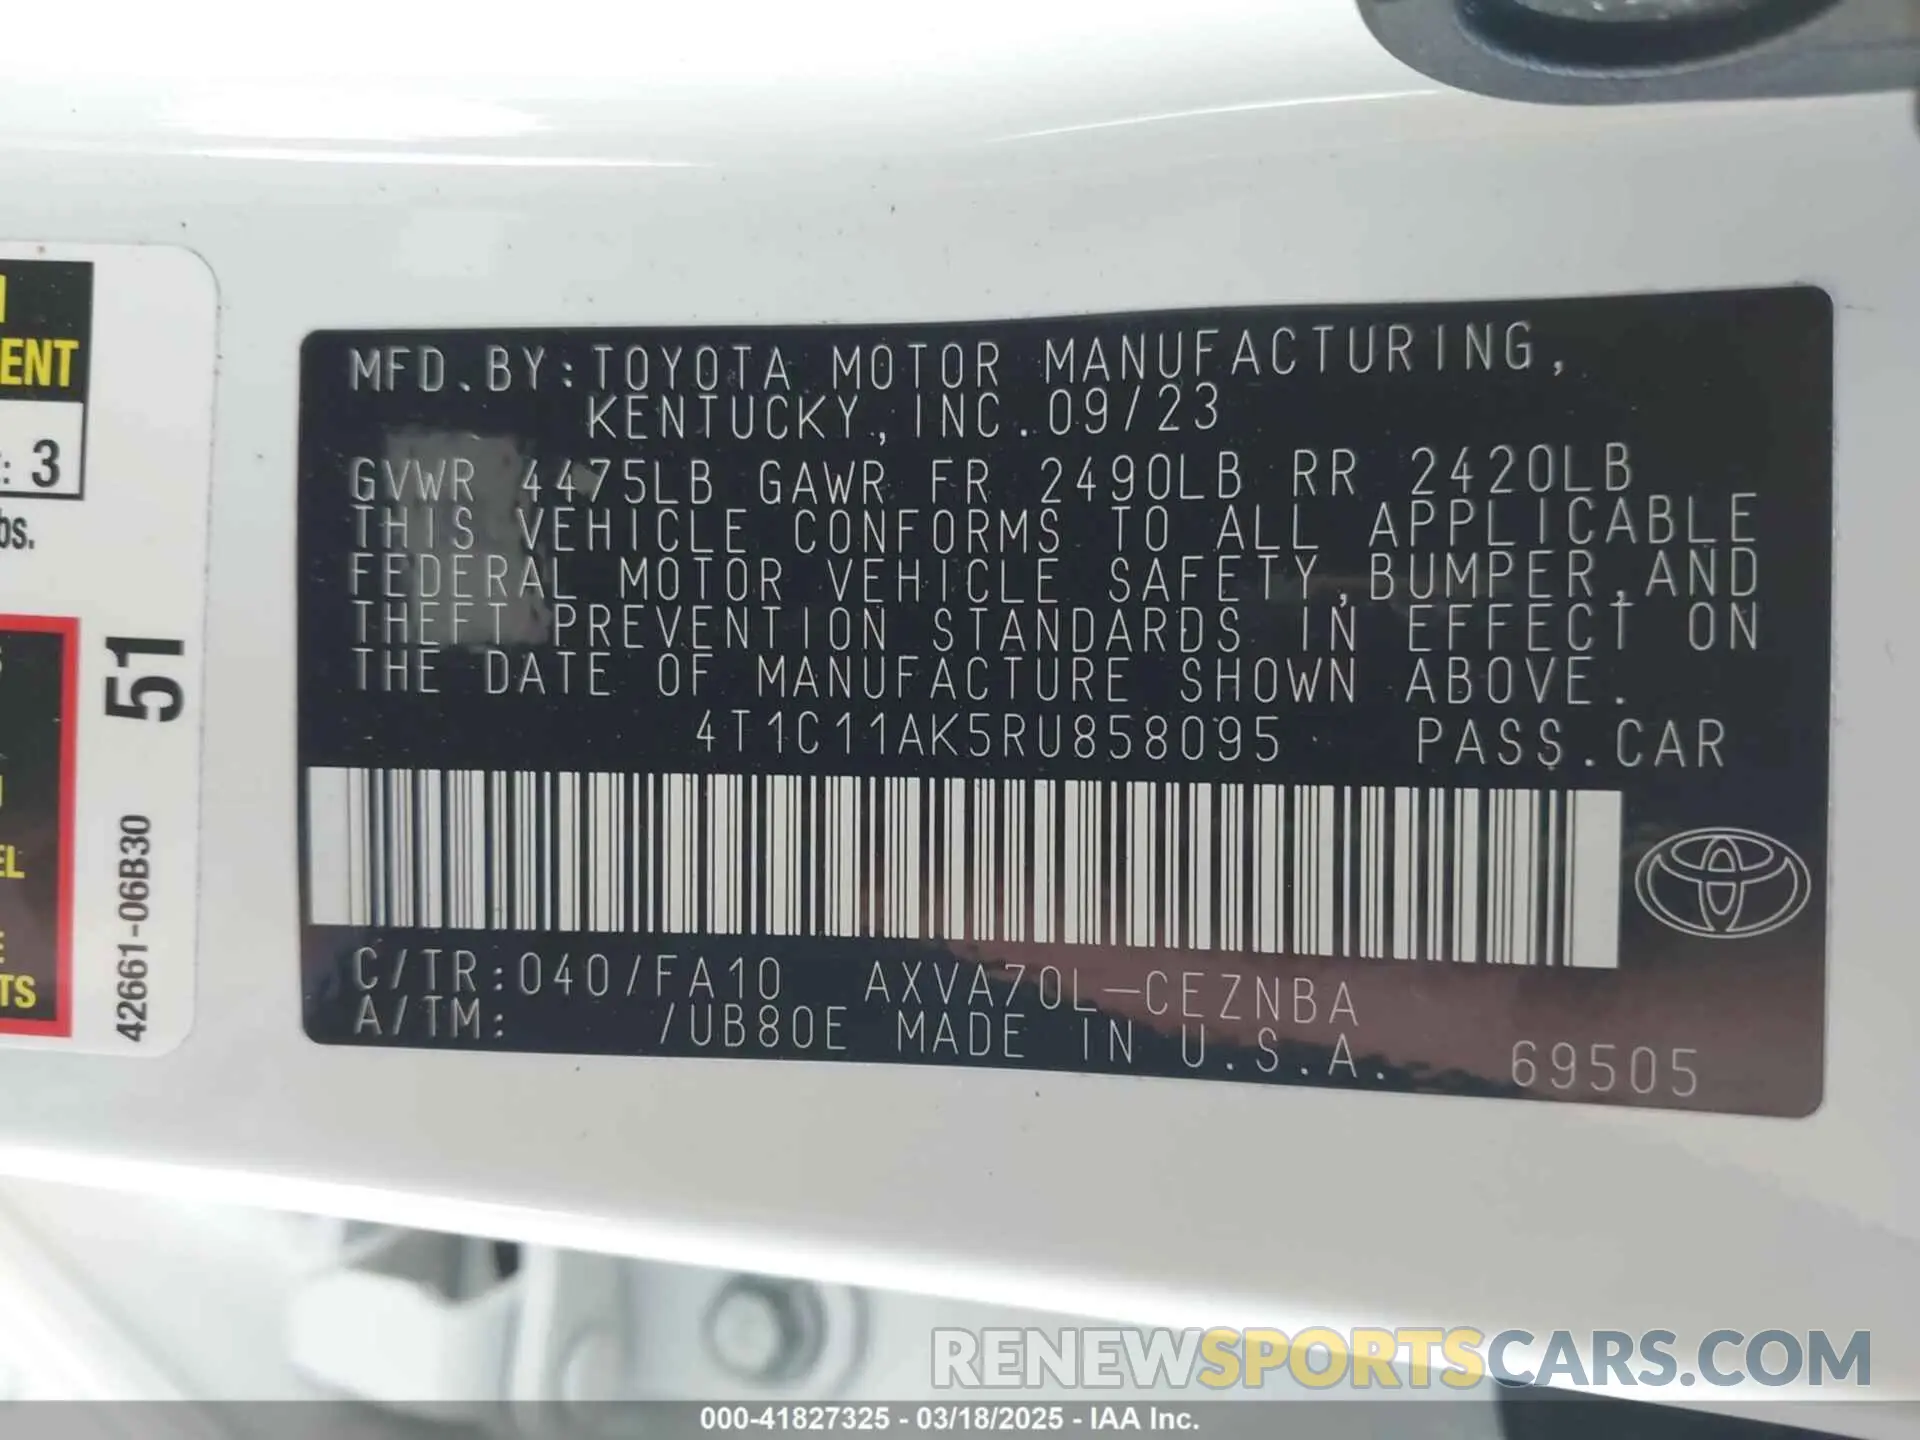 ENT
: 3
bs.
51
42661-06B30
EL
E
TS
MFD.BY:TOYOTA MOTOR MANUFACTURING,
KENTUCKY, INC. 09/23
GVWR 4475LB GAWR FR 2490LB RR 2420LB
THIS VEHICLE CONFORMS TO ALL APPLICABLE
FEDERAL MOTOR VEHICLE SAFETY,BUMPER,AND
THEFT PREVENTION STANDARDS IN EFFECT ON
THE DATE OF MANUFACTURE SHOWN ABOVE.
4T1C11AK5RU858095 PASS.CAR
C/TR:040/FA10 AXVA70L-CEZNBA
A/TM: /UB80E MADE IN U.S.A.
69505
RENEWSPORTSCARS.COM
000-41827325 - 03/18/2025 - IAA Inc.